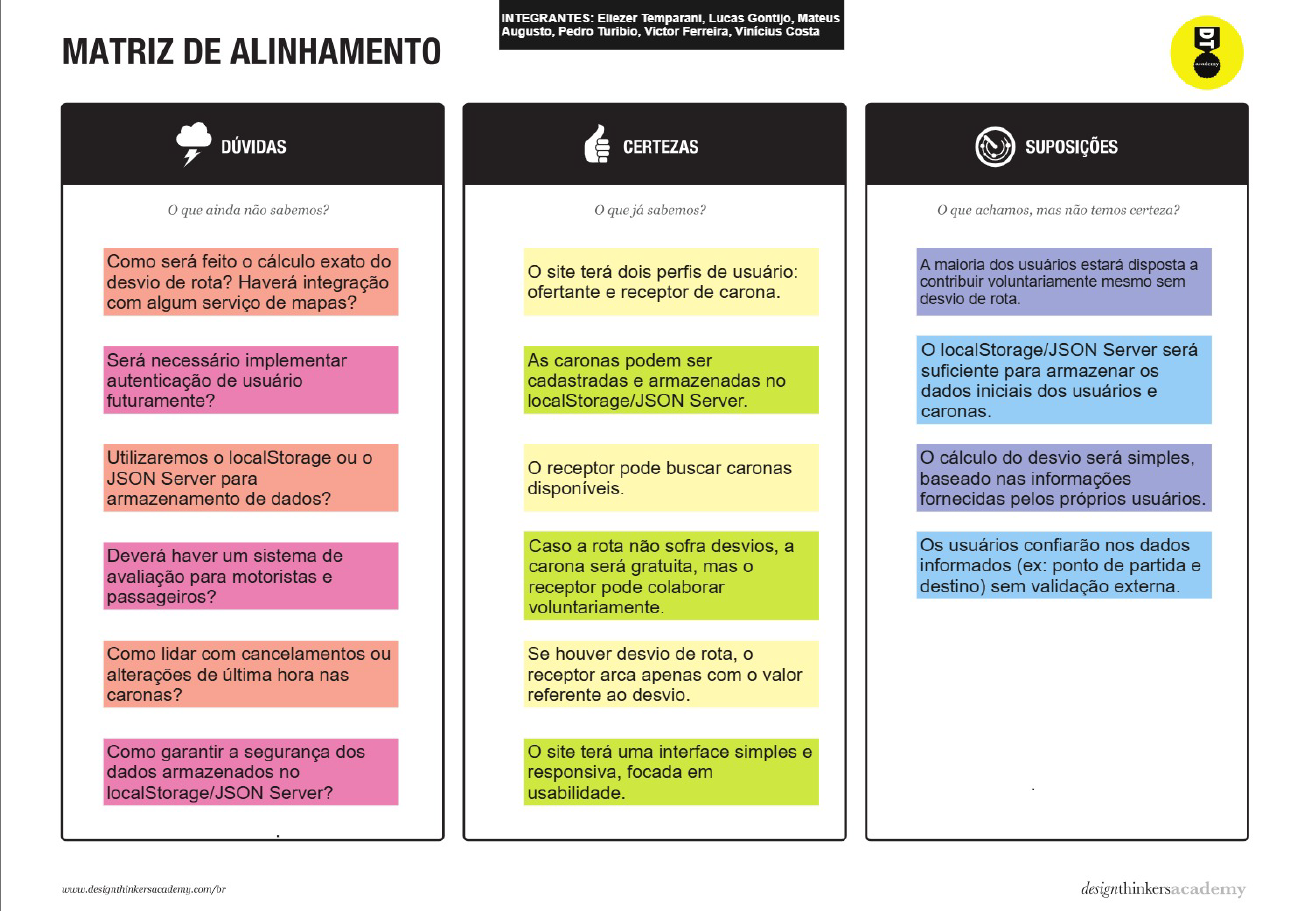 INTEGRANTES: Eliezer Temparani, Lucas Gontijo, Mateus
Augusto, Pedro Turibio, Victor Ferreira, Vinícius Costa
MATRIZ DE ALINHAMENTO
DT
academy
DÚVIDAS
O que ainda não sabemos?
Como será feito o cálculo exato do
desvio de rota? Haverá integração
com algum serviço de mapas?
Será necessário implementar
autenticação de usuário
futuramente?
Utilizaremos o localStorage ou o
JSON Server para
armazenamento de dados?
Deverá haver um sistema de
avaliação para motoristas e
passageiros?
Como lidar com cancelamentos ou
alterações de última hora nas
caronas?
Como garantir a segurança dos
dados armazenados no
localStorage/JSON Server?
.
CERTEZAS
O que já sabemos?
O site terá dois perfis de usuário:
ofertante e receptor de carona.
As caronas podem ser
cadastradas e armazenadas no
localStorage/JSON Server.
O receptor pode buscar caronas
disponíveis.
Caso a rota não sofra desvios, a
carona será gratuita, mas o
receptor pode colaborar
voluntariamente.
Se houver desvio de rota, o
receptor arca apenas com o valor
referente ao desvio.
O site terá uma interface simples e
responsiva, focada em
usabilidade.
SUPOSIÇÕES
O que achamos, mas não temos certeza?
A maioria dos usuários estará disposta a
contribuir voluntariamente mesmo sem
desvio de rota.
O localStorage/JSON Server será
suficiente para armazenar os
dados iniciais dos usuários e
caronas.
O cálculo do desvio será simples,
baseado nas informações
fornecidas pelos próprios usuários.
Os usuários confiarão nos dados
informados (ex: ponto de partida e
destino) sem validação externa.
.
www.designthinkersacademy.com/br
designthinkersacademy